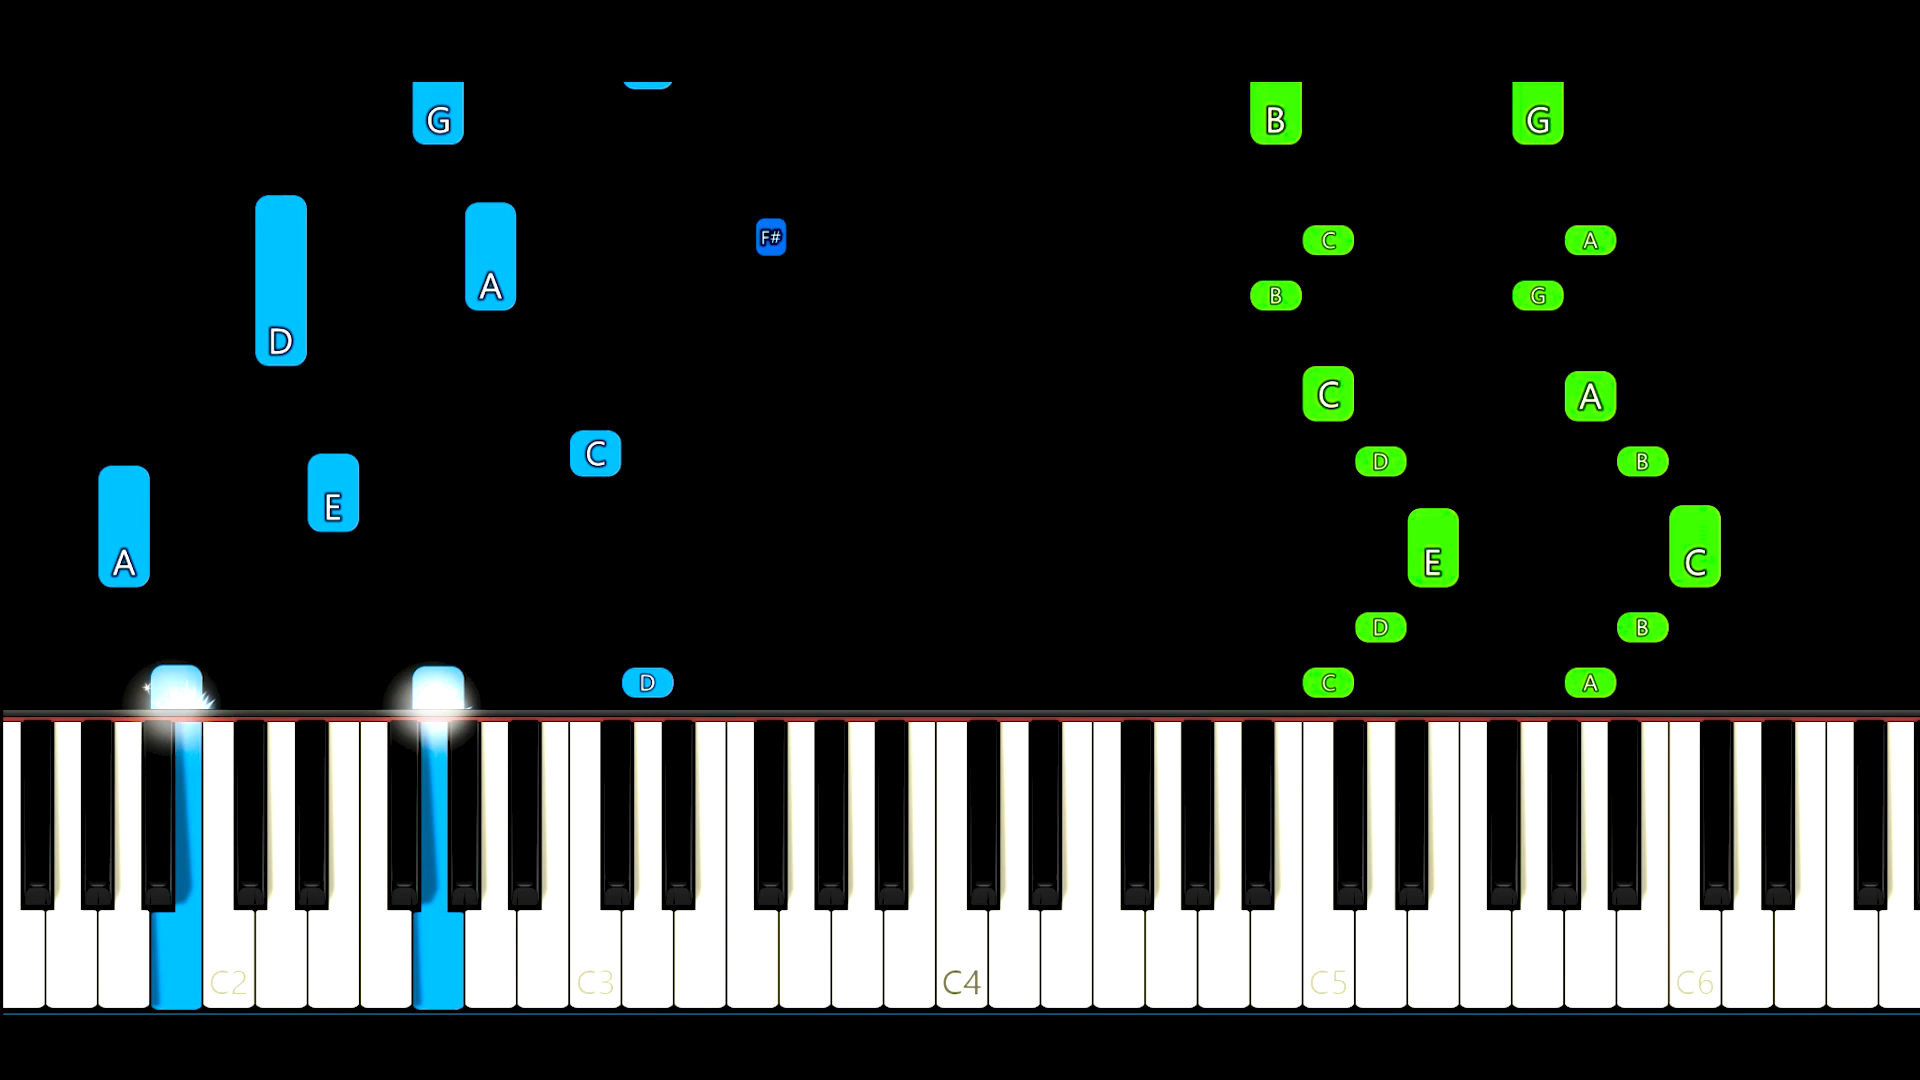 G B G
F# C A
A B G
D
C A
C D B
E
A E C
D B
D C A
C2 C3 C4 C5 C6